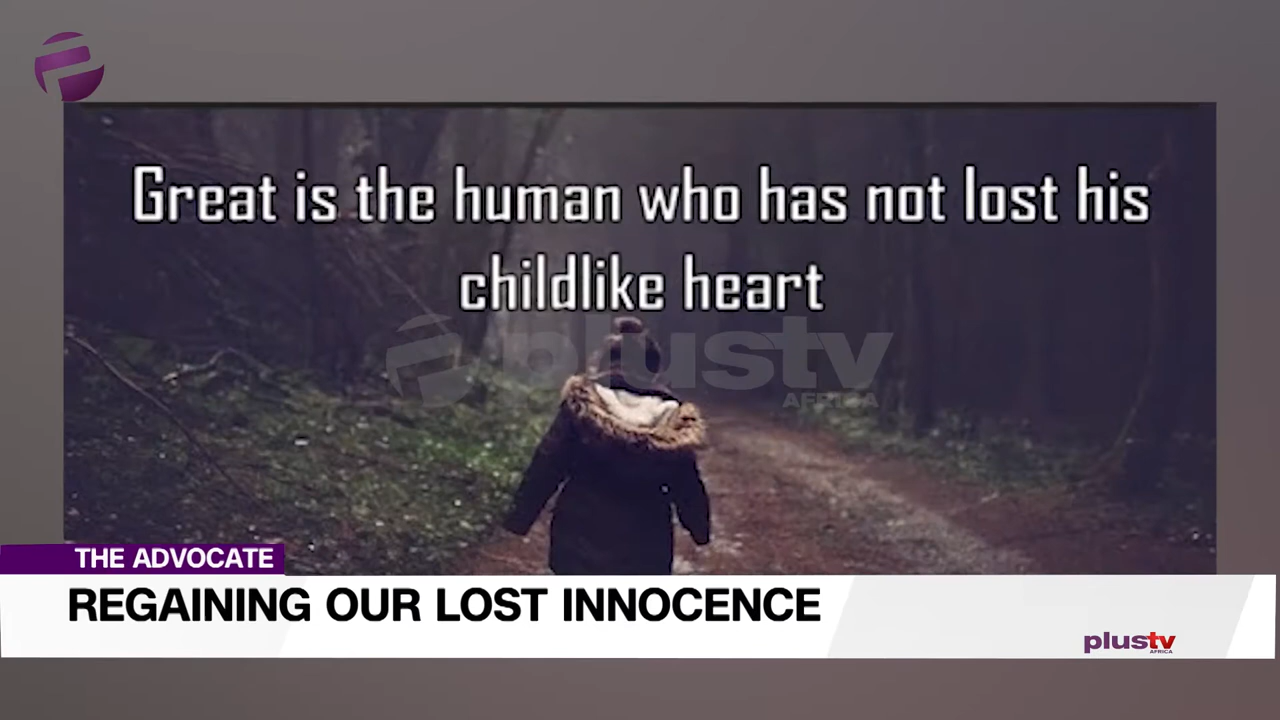 Great is the human who has not lost his
childlike heart
plustv
AFRICA
THE ADVOCATE
REGAINING OUR LOST INNOCENCE
plustv
AFRICA